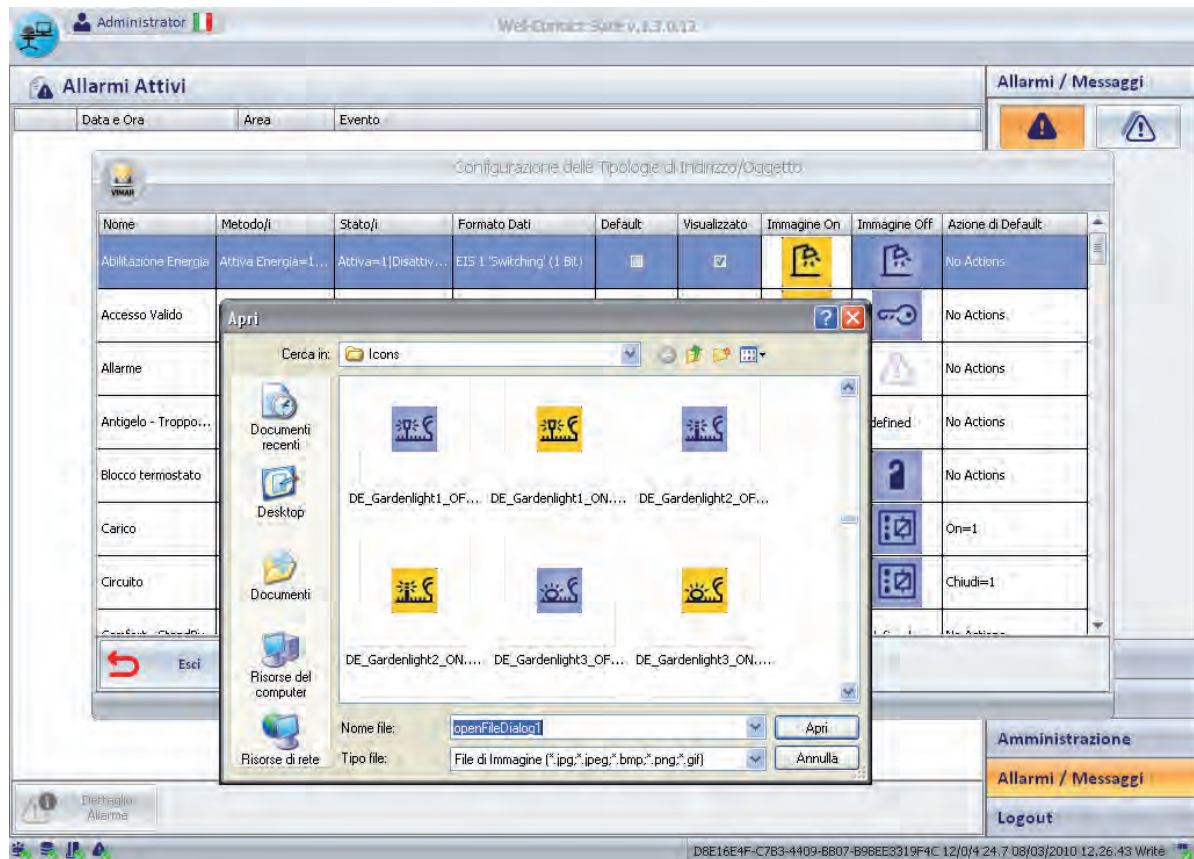 Administrator
Well-Contact Suite v.1.3.0.12
Allarmi Attivi
Allarmi / Messaggi
Data e Ora Area Evento
Configurazione delle Tipologie di Indirizzo/Oggetto
VIMAR
Nome Metodo/i Stato/i Formato Dati Default Visualizzato Immagine On Immagine Off Azione di Default
Abilitazione Energia Attiva Energia=1... Attiva=1|Disattiv... EIS 1 'Switching' (1 Bit) No Actions
Accesso Valido No Actions
Allarme No Actions
Antigelo - Troppo... defined No Actions
Blocco termostato No Actions
Carico On=1
Circuito Chiudi=1
Esci
Apri
Cerca in: Icons
Documenti recenti
Desktop
Documenti
Risorse del computer
Risorse di rete
DE_Gardenlight1_OF... DE_Gardenlight1_ON.... DE_Gardenlight2_OF...
DE_Gardenlight2_ON.... DE_Gardenlight3_OF... DE_Gardenlight3_ON....
Nome file: openFileDialog1 Apri
Tipo file: File di Immagine (*.jpg;*.jpeg;*.bmp;*.png;*.gif) Annulla
Amministrazione
Allarmi / Messaggi
Logout
Dettaglio Allarme
D8E16E4F-C7B3-4409-BB07-B9BEE3319F4C 12/0/4 24.7 08/03/2010 12.26.43 Write